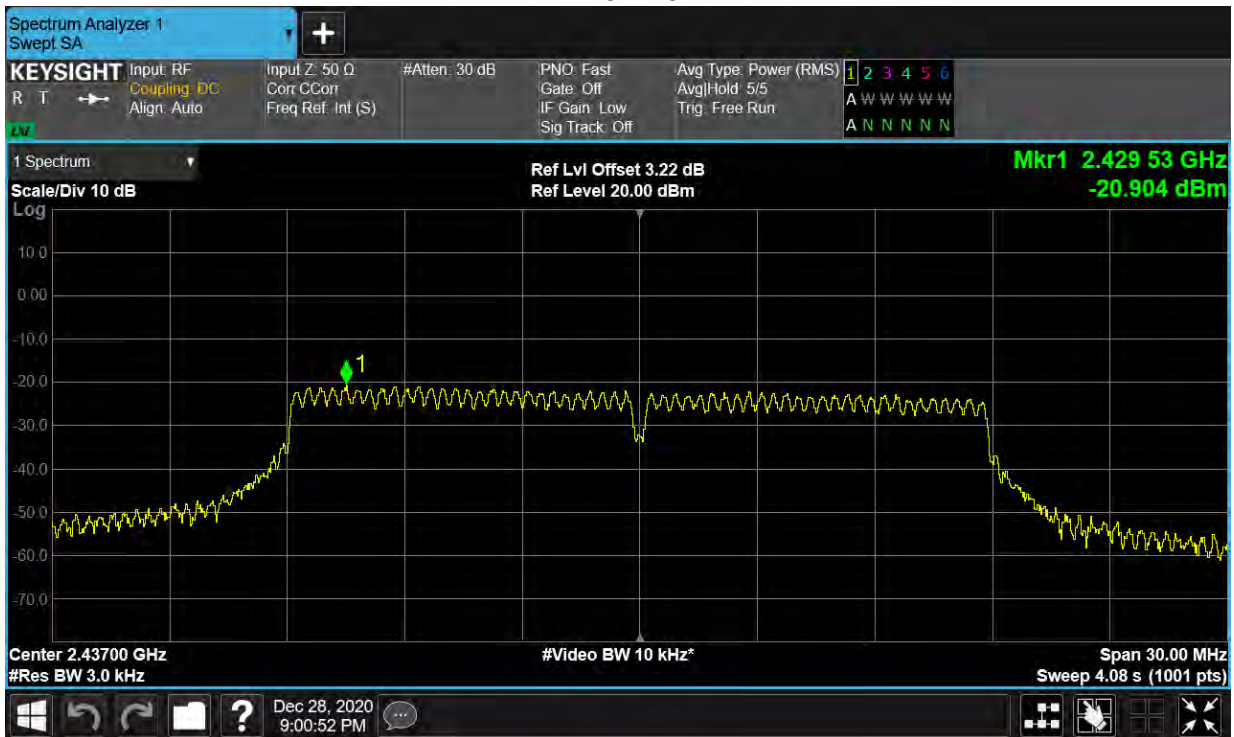 Spectrum Analyzer 1
Swept SA
+
KEYSIGHT
R T
LXI
Input: RF
Coupling: DC
Align: Auto
Input Z: 50 Ω
Corr CCorr
Freq Ref: Int (S)
#Atten: 30 dB
PNO: Fast
Gate: Off
IF Gain: Low
Sig Track: Off
Avg Type: Power (RMS)
Avg|Hold: 5/5
Trig: Free Run
1 2 3 4 5 6
A W W W W W
A N N N N N
1 Spectrum
Scale/Div 10 dB
Ref Lvl Offset 3.22 dB
Ref Level 20.00 dBm
Mkr1 2.429 53 GHz
-20.904 dBm
Log
10.0
0.00
-10.0
1
-20.0
-30.0
-40.0
-50.0
-60.0
-70.0
Center 2.43700 GHz
#Res BW 3.0 kHz
#Video BW 10 kHz*
Span 30.00 MHz
Sweep 4.08 s (1001 pts)
?
Dec 28, 2020
9:00:52 PM